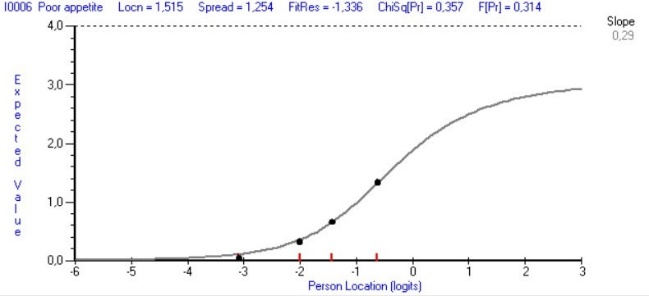 I0006 Poor appetite Locn = 1,515 Spread = 1,254 FitRes = -1,336 ChiSq[Pr] = 0,357 F[Pr] = 0,314
Slope
0,29
4,0
3,0
2,0
1,0
0,0
Expected Value
-6 -5 -4 -3 -2 -1 0 1 2 3
Person Location (logits)